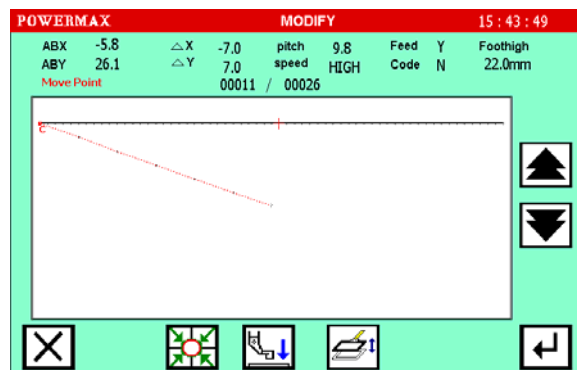 POWERMAX MODIFY 15:43:49
ABX -5.8 △X -7.0 pitch 9.8 Feed Y Foothigh
ABY 26.1 △Y 7.0 speed HIGH Code N 22.0mm
Move Point 00011 / 00026
C